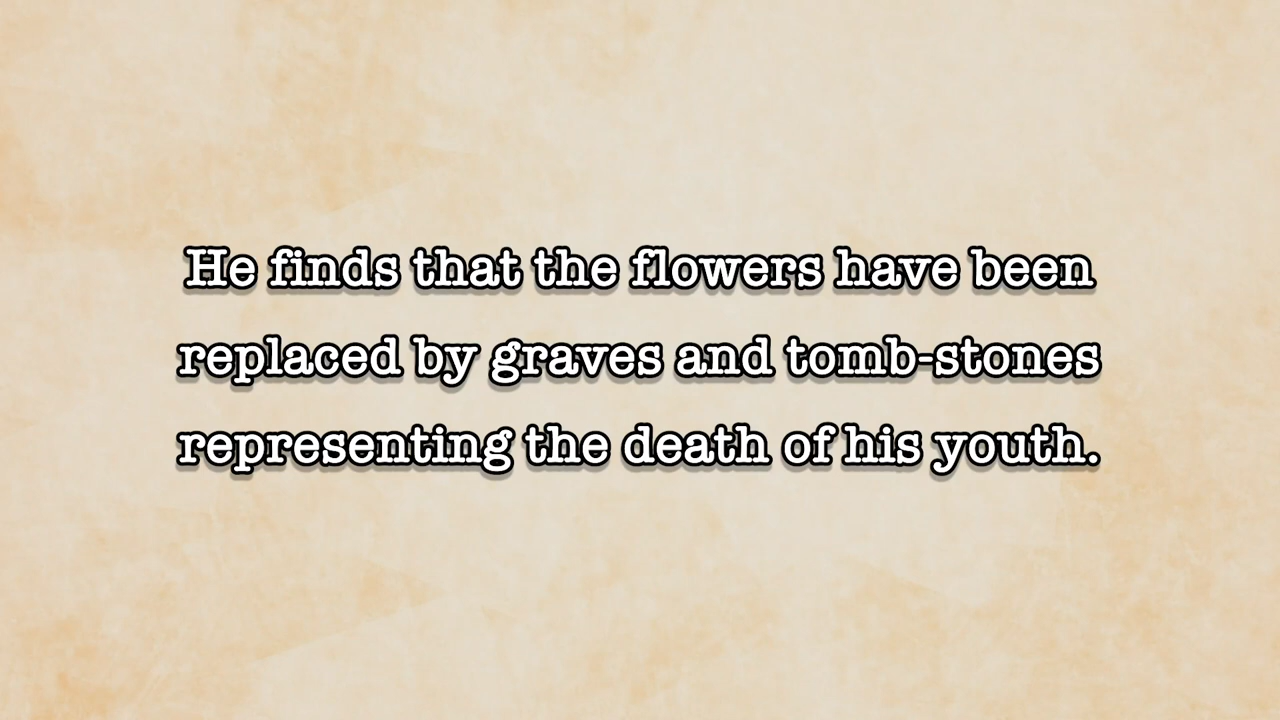 He finds that the flowers have been
replaced by graves and tomb-stones
representing the death of his youth.